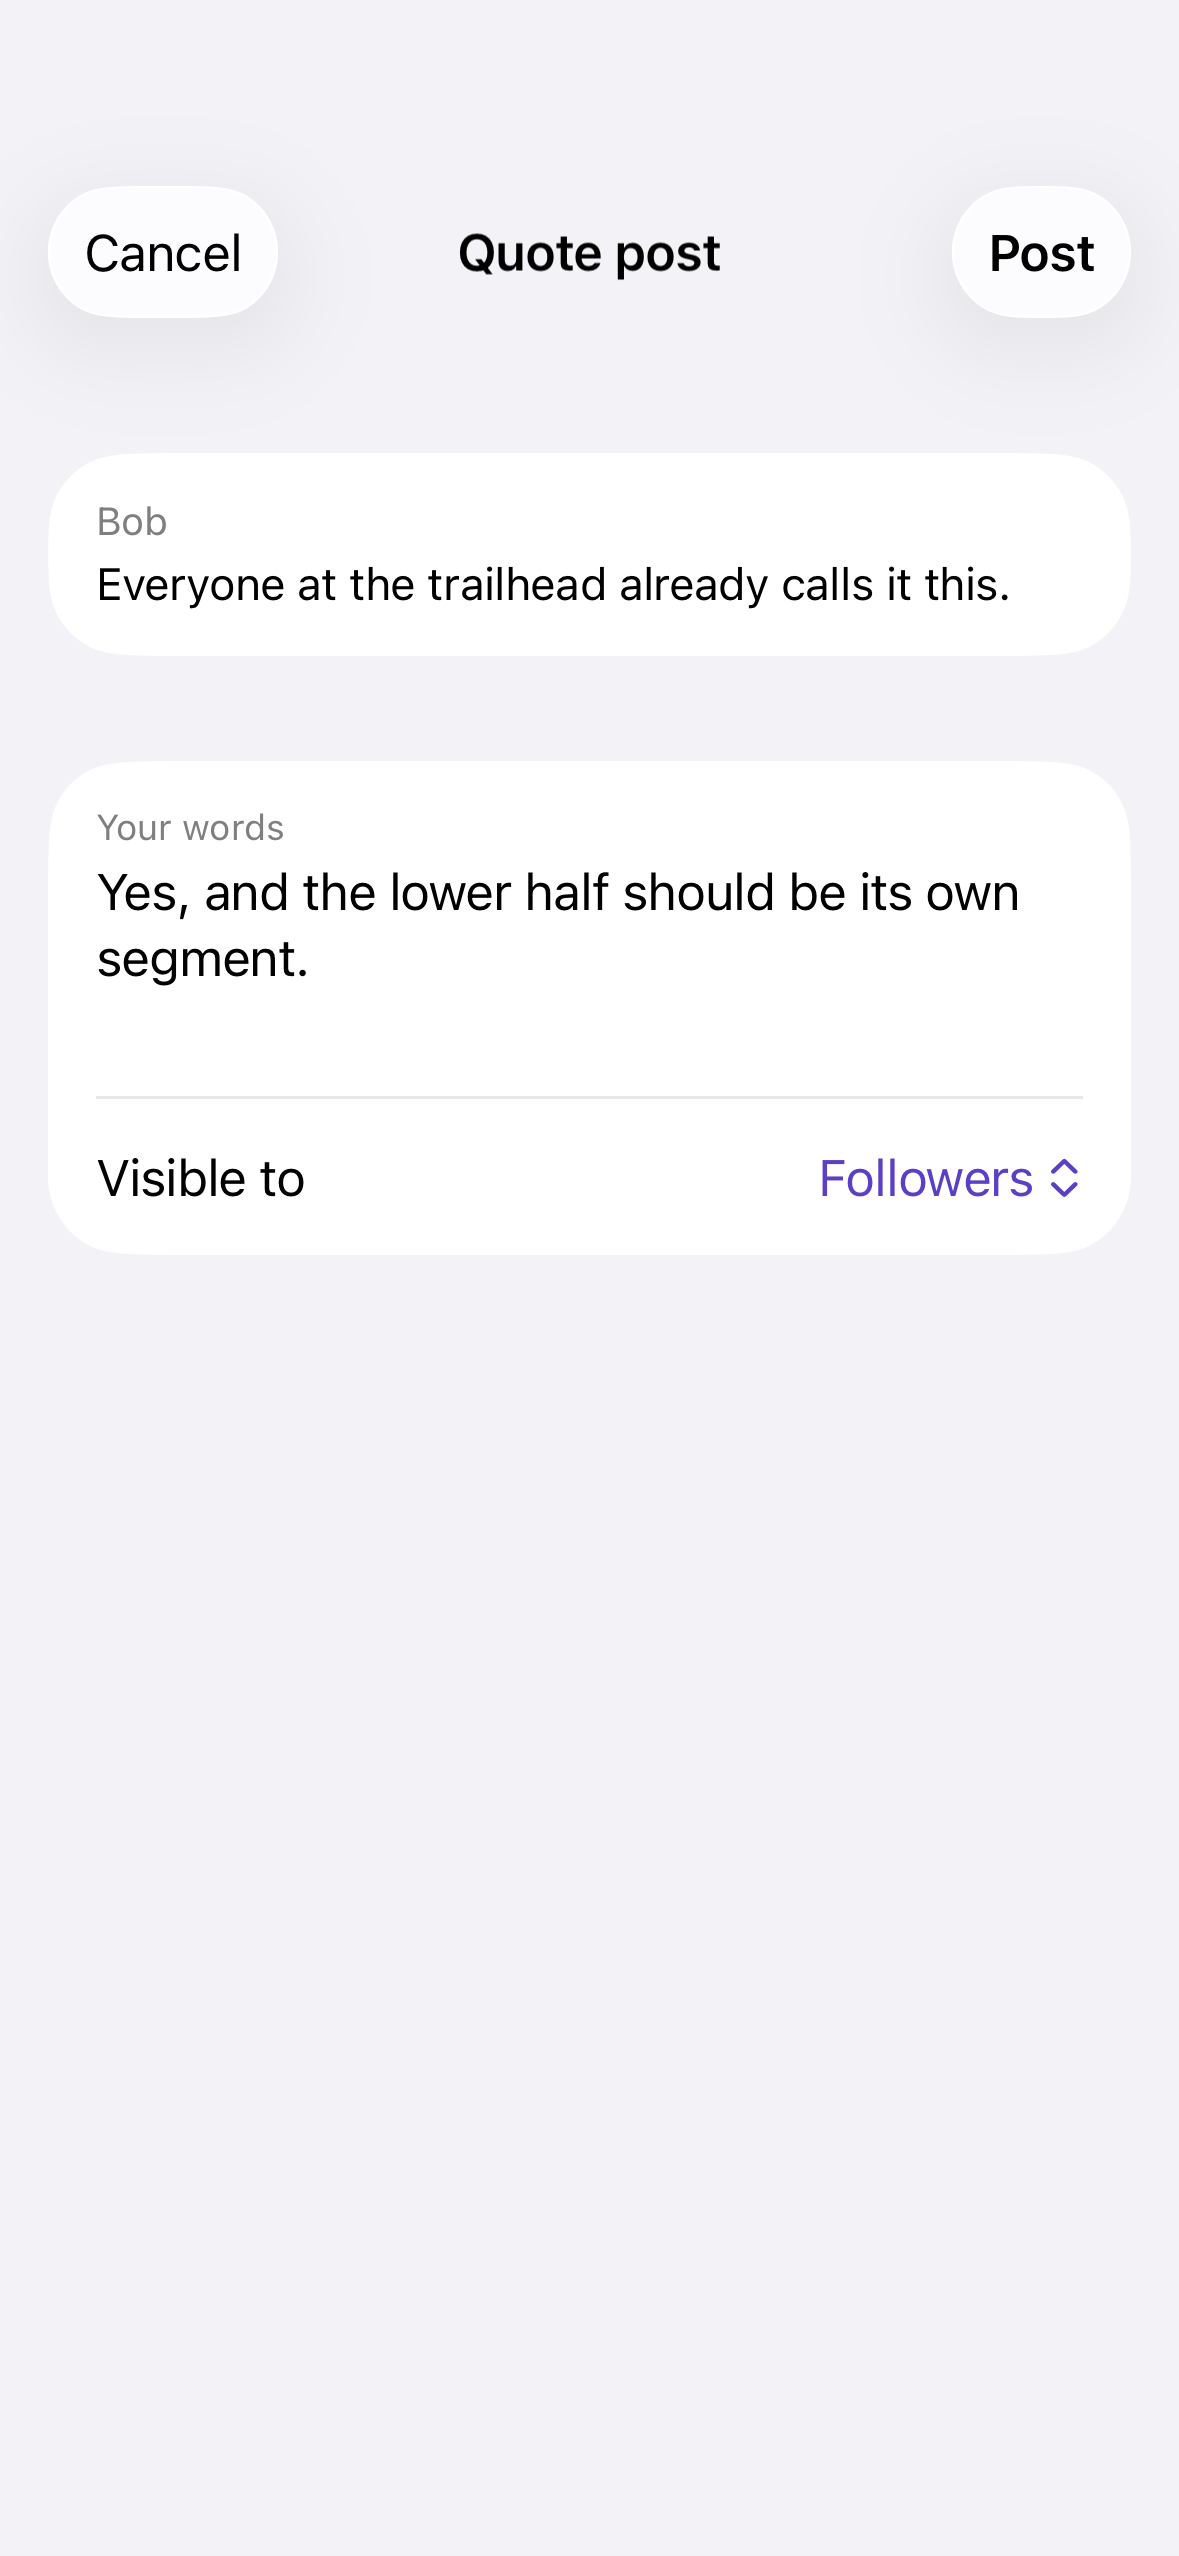 Cancel
Quote post
Post
Bob
Everyone at the trailhead already calls it this.
Your words
Yes, and the lower half should be its own
segment.
Visible to
Followers